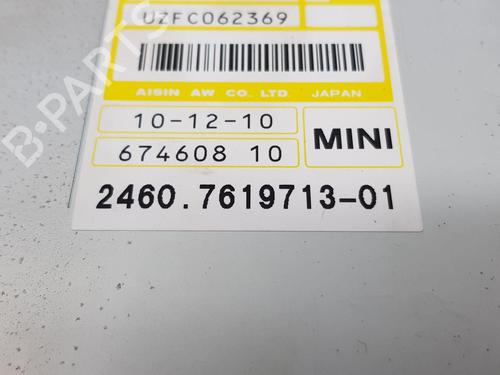 UZFC062369
AISIN AW CO., LTD. JAPAN
10-12-10
MINI
674608 10
2460.7619713-01
B-PARTS